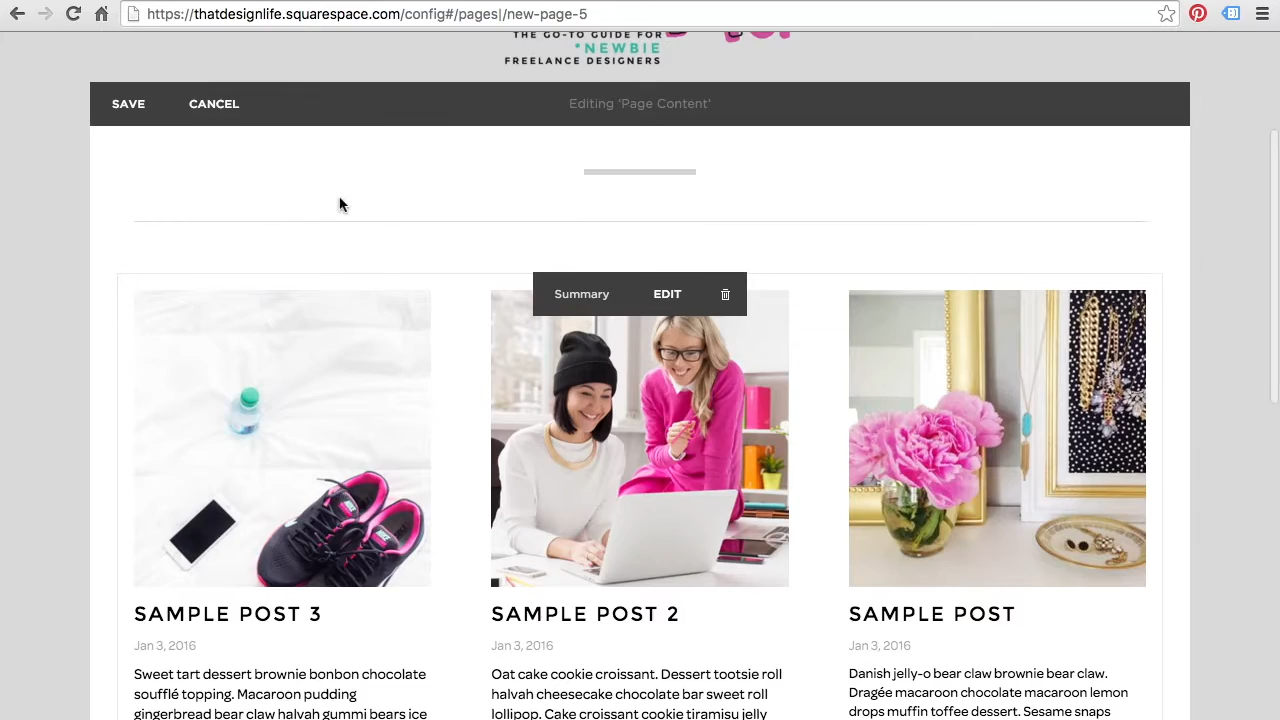 https://thatdesignlife.squarespace.com/config#/pages|/new-page-5
THE GO-TO GUIDE FOR
*NEWBIE
FREELANCE DESIGNERS
SAVE CANCEL Editing 'Page Content'
Summary EDIT
SAMPLE POST 3
Jan 3, 2016
Sweet tart dessert brownie bonbon chocolate
soufflé topping. Macaroon pudding
gingerbread bear claw halvah gummi bears ice
SAMPLE POST 2
Jan 3, 2016
Oat cake cookie croissant. Dessert tootsie roll
halvah cheesecake chocolate bar sweet roll
lollipop. Cake croissant cookie tiramisu jelly
SAMPLE POST
Jan 3, 2016
Danish jelly-o bear claw brownie bear claw.
Dragée macaroon chocolate macaroon lemon
drops muffin toffee dessert. Sesame snaps